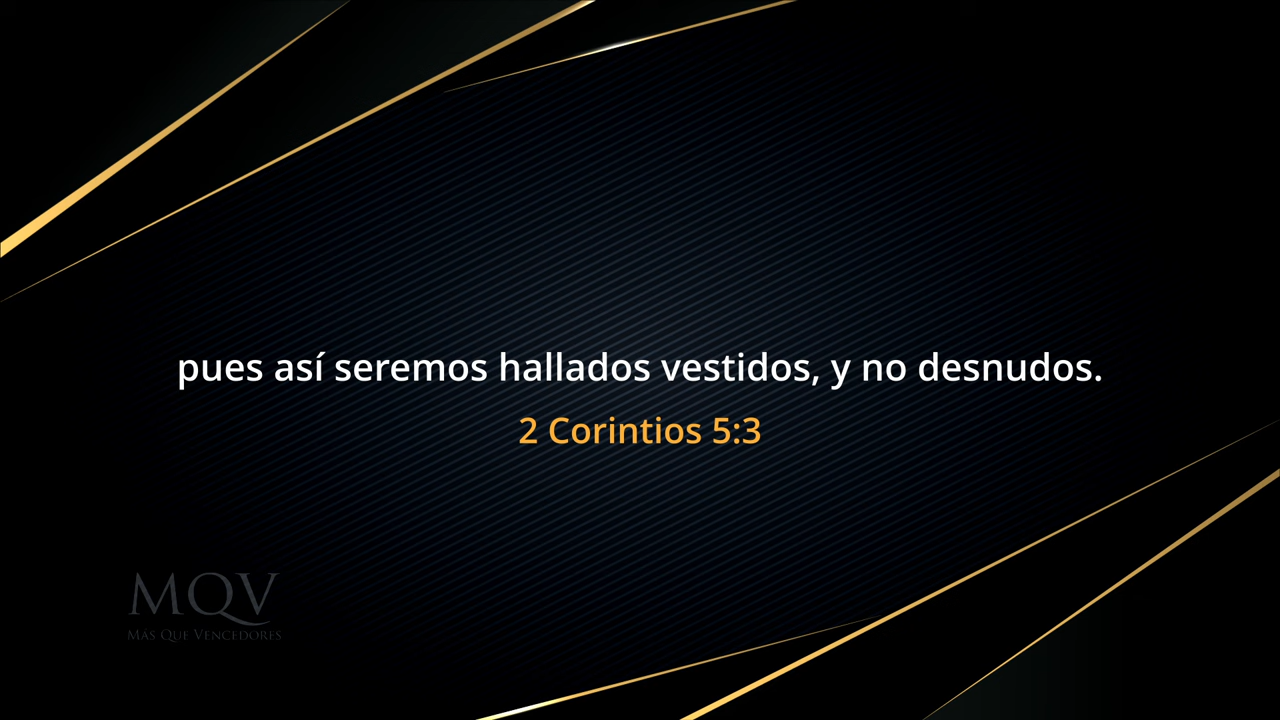 pues así seremos hallados vestidos, y no desnudos.
2 Corintios 5:3
MQV
Más Que Vencedores